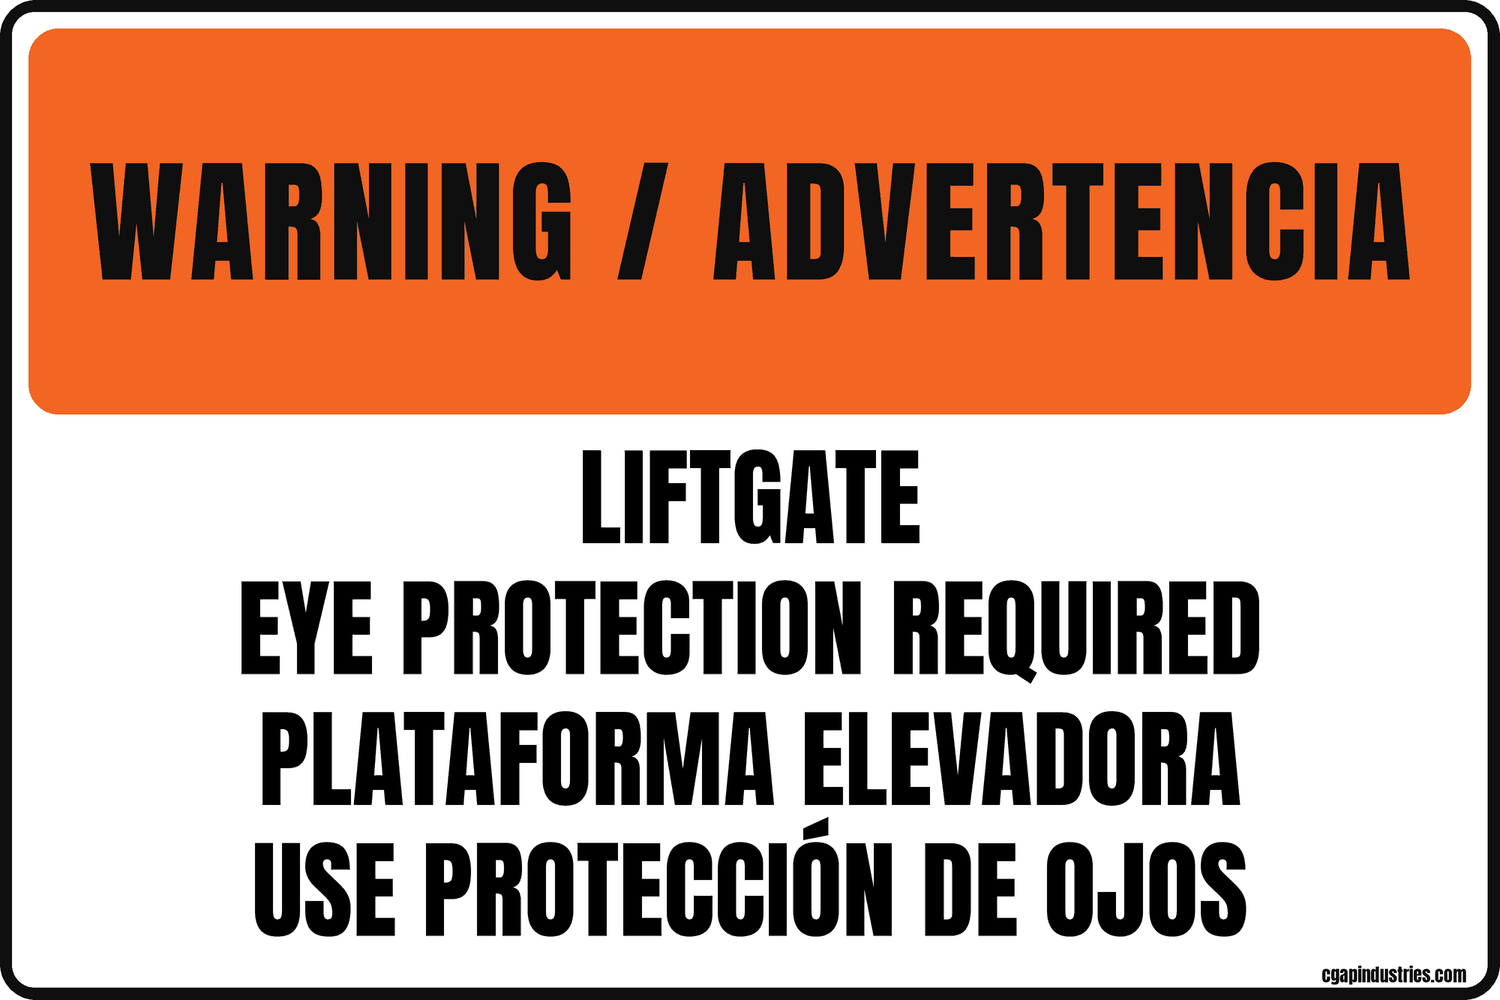 WARNING / ADVERTENCIA
LIFTGATE
EYE PROTECTION REQUIRED
PLATAFORMA ELEVADORA
USE PROTECCIÓN DE OJOS
cgapindustries.com